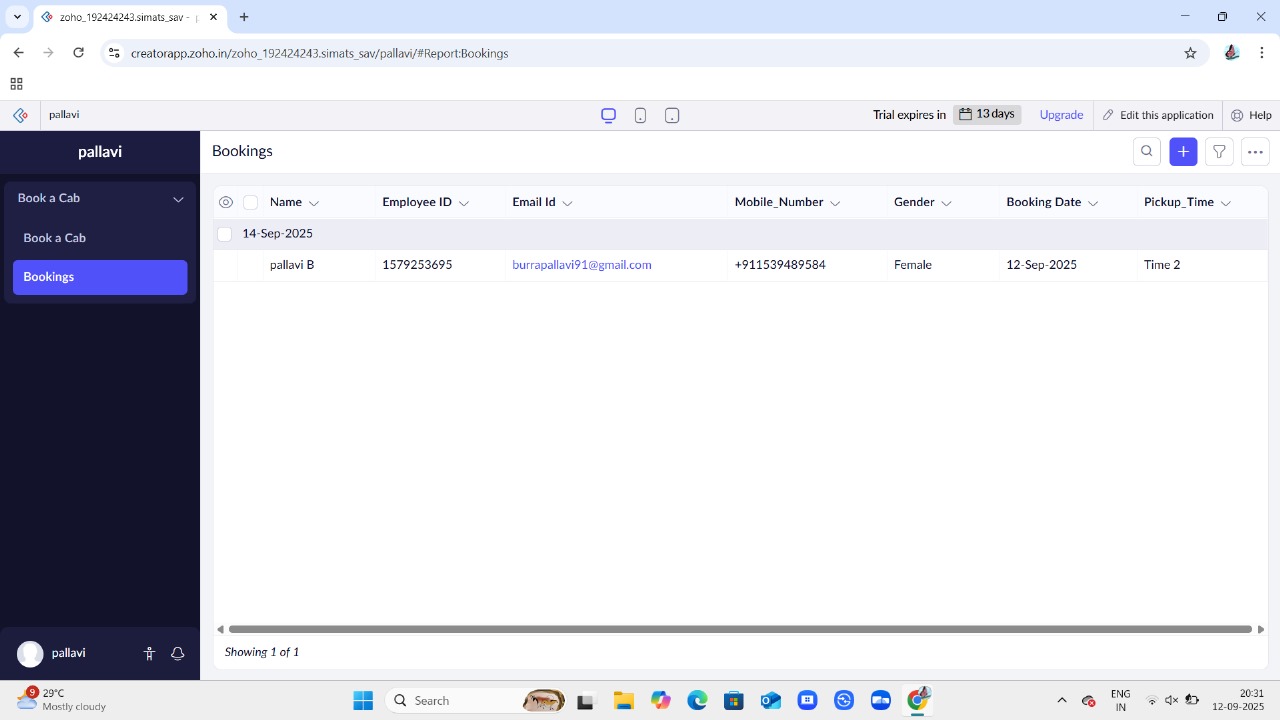 zoho_192424243.simats_sav - p
creatorapp.zoho.in/zoho_192424243.simats_sav/pallavi/#Report:Bookings
pallavi
Trial expires in 13 days Upgrade Edit this application Help
pallavi
Bookings
Book a Cab
Book a Cab
Bookings
Name Employee ID Email Id Mobile_Number Gender Booking Date Pickup_Time
14-Sep-2025
pallavi B 1579253695 burrapallavi91@gmail.com +911539489584 Female 12-Sep-2025 Time 2
Showing 1 of 1
pallavi
9
29°C
Mostly cloudy
Search
ENG
IN
20:31
12-09-2025